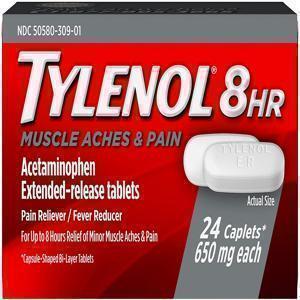 NDC 50580-309-01
TYLENOL 8HR
MUSCLE ACHES & PAIN
Acetaminophen
Extended-release tablets
Pain Reliever / Fever Reducer
For Up to 8 Hours Relief of Minor Muscle Aches & Pain
*Capsule-Shaped Bi-Layer Tablets
TYLENOL
ER
Actual Size
24 Caplets*
650 mg each